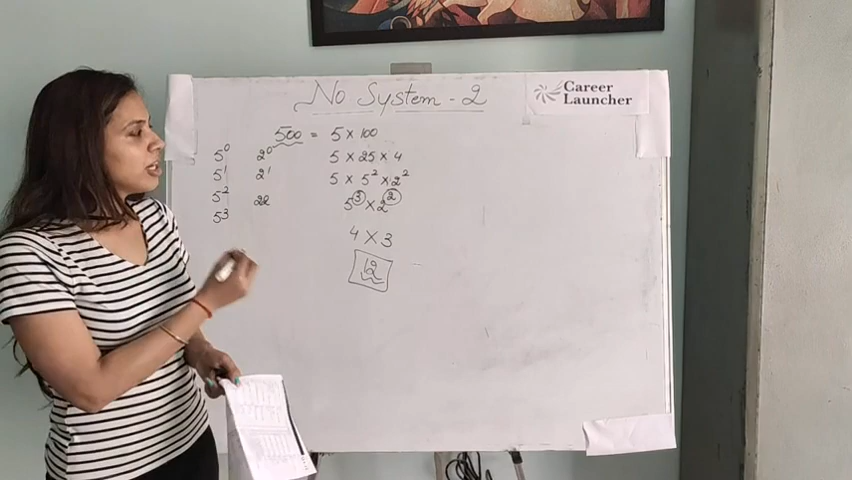 No System - 2
Career
Launcher
500 = 5 × 100
5 × 25 × 4
5 × 5² × 2²
5³ × 2²
4 × 3
12
5⁰ 2⁰
5¹ 2¹
5² 2²
5³